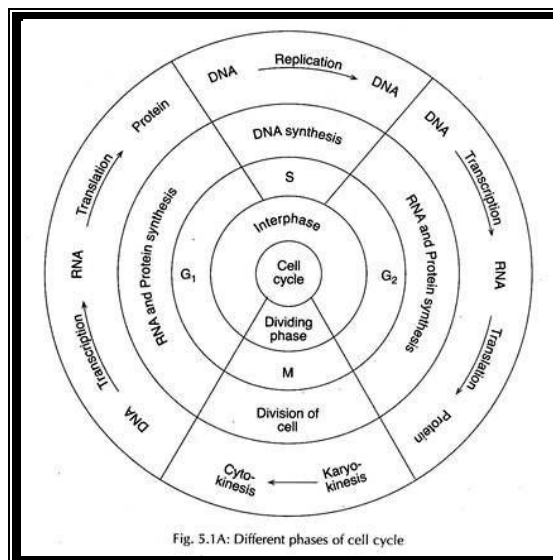 DNA
Replication
DNA
DNA
Transcription
RNA
Translation
Protein
Karyo-
kinesis
Cyto-
kinesis
DNA
Transcription
RNA
Translation
Protein
DNA synthesis
RNA and Protein synthesis
Division of
cell
RNA and Protein synthesis
S
G₂
M
G₁
Interphase
Dividing
phase
Cell
cycle
Fig. 5.1A: Different phases of cell cycle